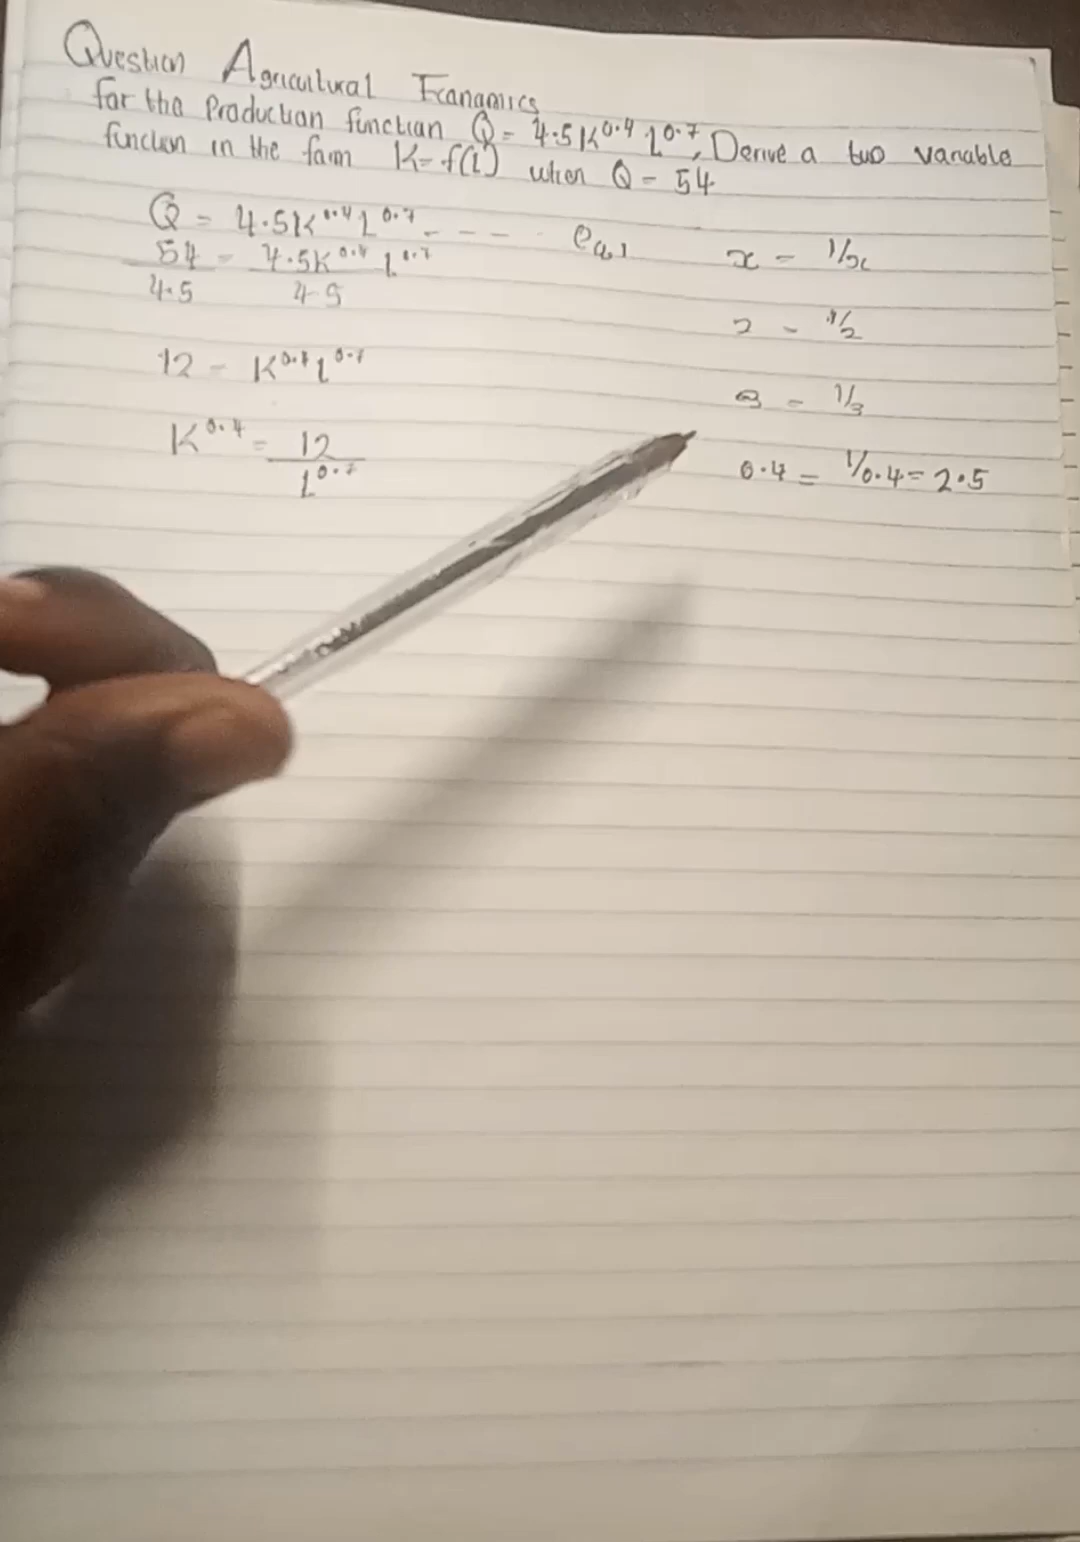 Question Agricultural Economics
for the Production function Q = 4.5K^0.4 L^0.7, Derive a two variable
function in the form K = f(L) when Q = 54
Q = 4.5K^0.4 L^0.7 - - - - eq 1
54 = 4.5K^0.4 L^0.7
4.5 4.5
12 = K^0.4 L^0.7
K^0.4 = 12
L^0.7
x = 1/x
2 = 1/2
3 = 1/3
0.4 = 1/0.4 = 2.5